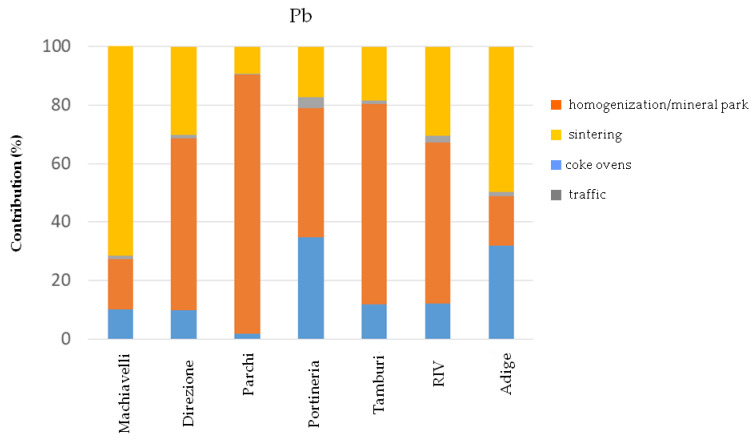 Pb
Contribution (%)
100
80
60
40
20
0
Machiavelli
Direzione
Parchi
Portineria
Tamburi
RIV
Adige
homogenization/mineral park
sintering
coke ovens
traffic